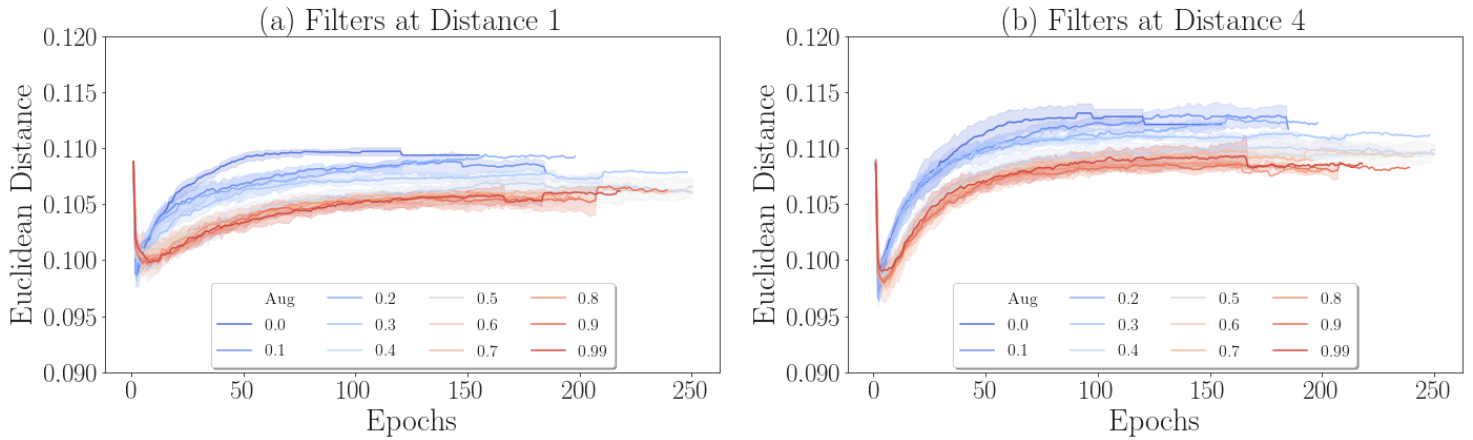 (a) Filters at Distance 1
Euclidean Distance
0.120
0.115
0.110
0.105
0.100
0.095
0.090
Aug 0.2 0.5 0.8
0.0 0.3 0.6 0.9
0.1 0.4 0.7 0.99
0 50 100 150 200 250
Epochs
(b) Filters at Distance 4
Euclidean Distance
0.120
0.115
0.110
0.105
0.100
0.095
0.090
Aug 0.2 0.5 0.8
0.0 0.3 0.6 0.9
0.1 0.4 0.7 0.99
0 50 100 150 200 250
Epochs